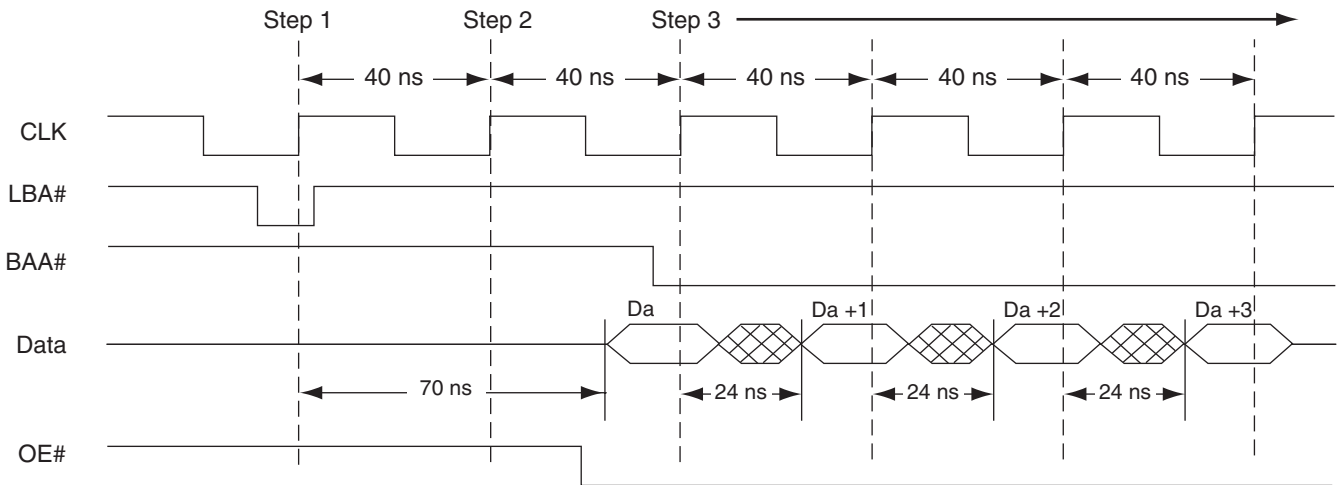 Step 1 Step 2 Step 3
40 ns 40 ns 40 ns 40 ns 40 ns
CLK
LBA#
BAA#
Da Da +1 Da +2 Da +3
Data
70 ns 24 ns 24 ns 24 ns
OE#